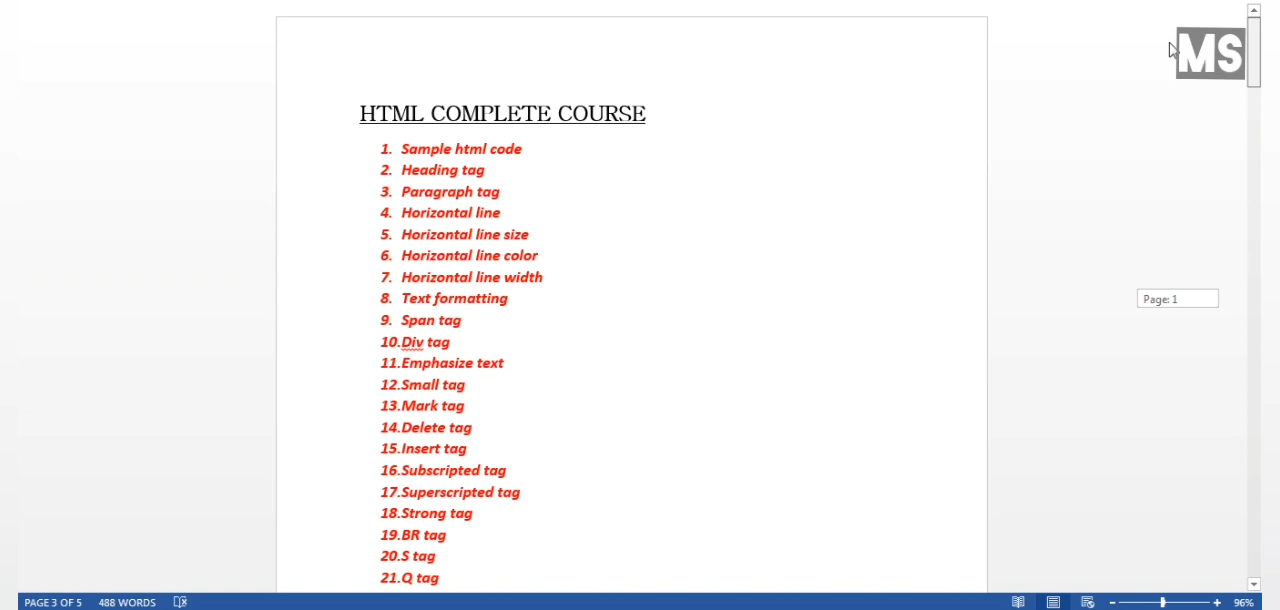 MS
HTML COMPLETE COURSE
1. Sample html code
2. Heading tag
3. Paragraph tag
4. Horizontal line
5. Horizontal line size
6. Horizontal line color
7. Horizontal line width
8. Text formatting
Page: 1
9. Span tag
10.Div tag
11.Emphasize text
12.Small tag
13.Mark tag
14.Delete tag
15.Insert tag
16.Subscripted tag
17.Superscripted tag
18.Strong tag
19.BR tag
20.S tag
21.Q tag
PAGE 3 OF 5 488 WORDS 96%